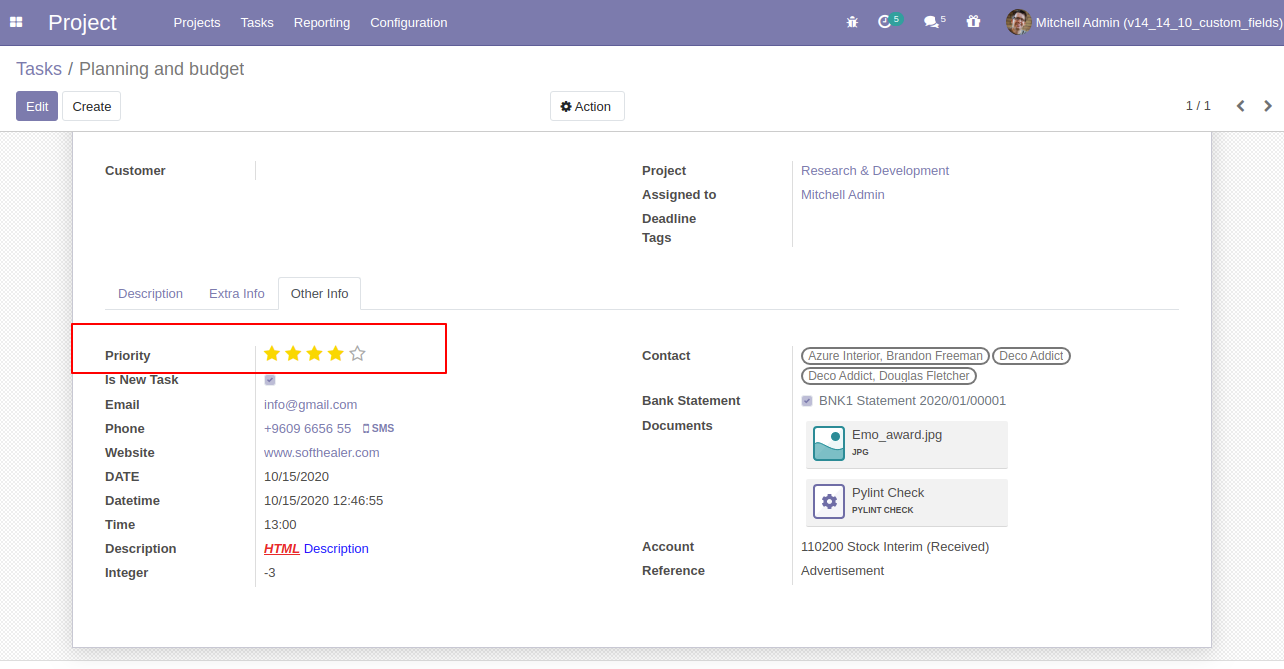 Project Projects Tasks Reporting Configuration 5 5 Mitchell Admin (v14_14_10_custom_fields)
Tasks / Planning and budget
Edit Create Action 1 / 1
Customer
Project Research & Development
Assigned to Mitchell Admin
Deadline
Tags
Description Extra Info Other Info
Priority
Is New Task
Email info@gmail.com
Phone +9609 6656 55 SMS
Website www.softhealer.com
DATE 10/15/2020
Datetime 10/15/2020 12:46:55
Time 13:00
Description HTML Description
Integer -3
Contact Azure Interior, Brandon Freeman Deco Addict
Deco Addict, Douglas Fletcher
Bank Statement BNK1 Statement 2020/01/00001
Documents Emo_award.jpg
JPG
Pylint Check
PYLINT CHECK
Account 110200 Stock Interim (Received)
Reference Advertisement